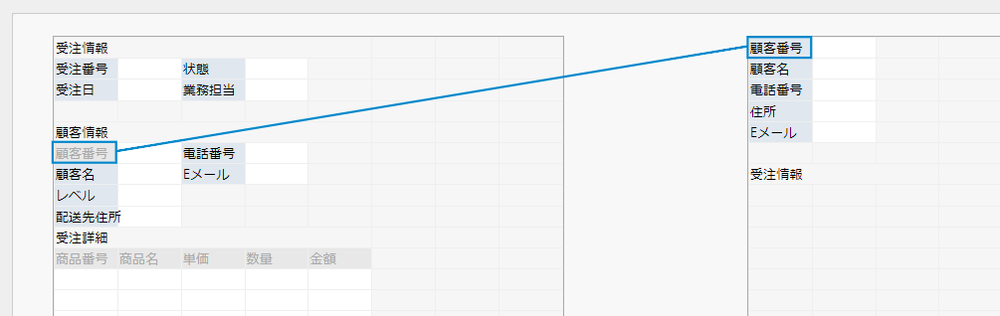 受注情報
受注番号 状態
受注日 業務担当
顧客情報
顧客番号 電話番号
顧客名 Eメール
レベル
配送先住所
受注詳細
商品番号 商品名 単価 数量 金額
顧客番号
顧客名
電話番号
住所
Eメール
受注情報